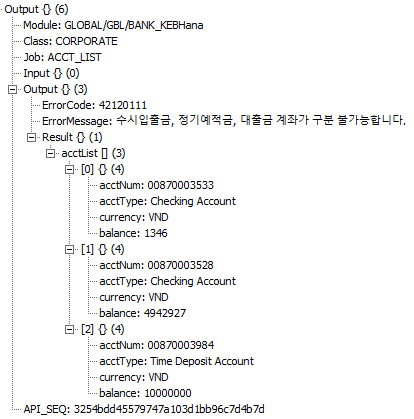 Output {} (6)
Module: GLOBAL/GBL/BANK_KEBHana
Class: CORPORATE
Job: ACCT_LIST
Input {} (0)
Output {} (3)
ErrorCode: 42120111
ErrorMessage: 수시입출금, 정기예적금, 대출금 계좌가 구분 불가능합니다.
Result {} (1)
acctList [] (3)
[0] {} (4)
acctNum: 00870003533
acctType: Checking Account
currency: VND
balance: 1346
[1] {} (4)
acctNum: 00870003528
acctType: Checking Account
currency: VND
balance: 4942927
[2] {} (4)
acctNum: 00870003984
acctType: Time Deposit Account
currency: VND
balance: 10000000
API_SEQ: 3254bdd45579747a103d1bb96c7d4b7d